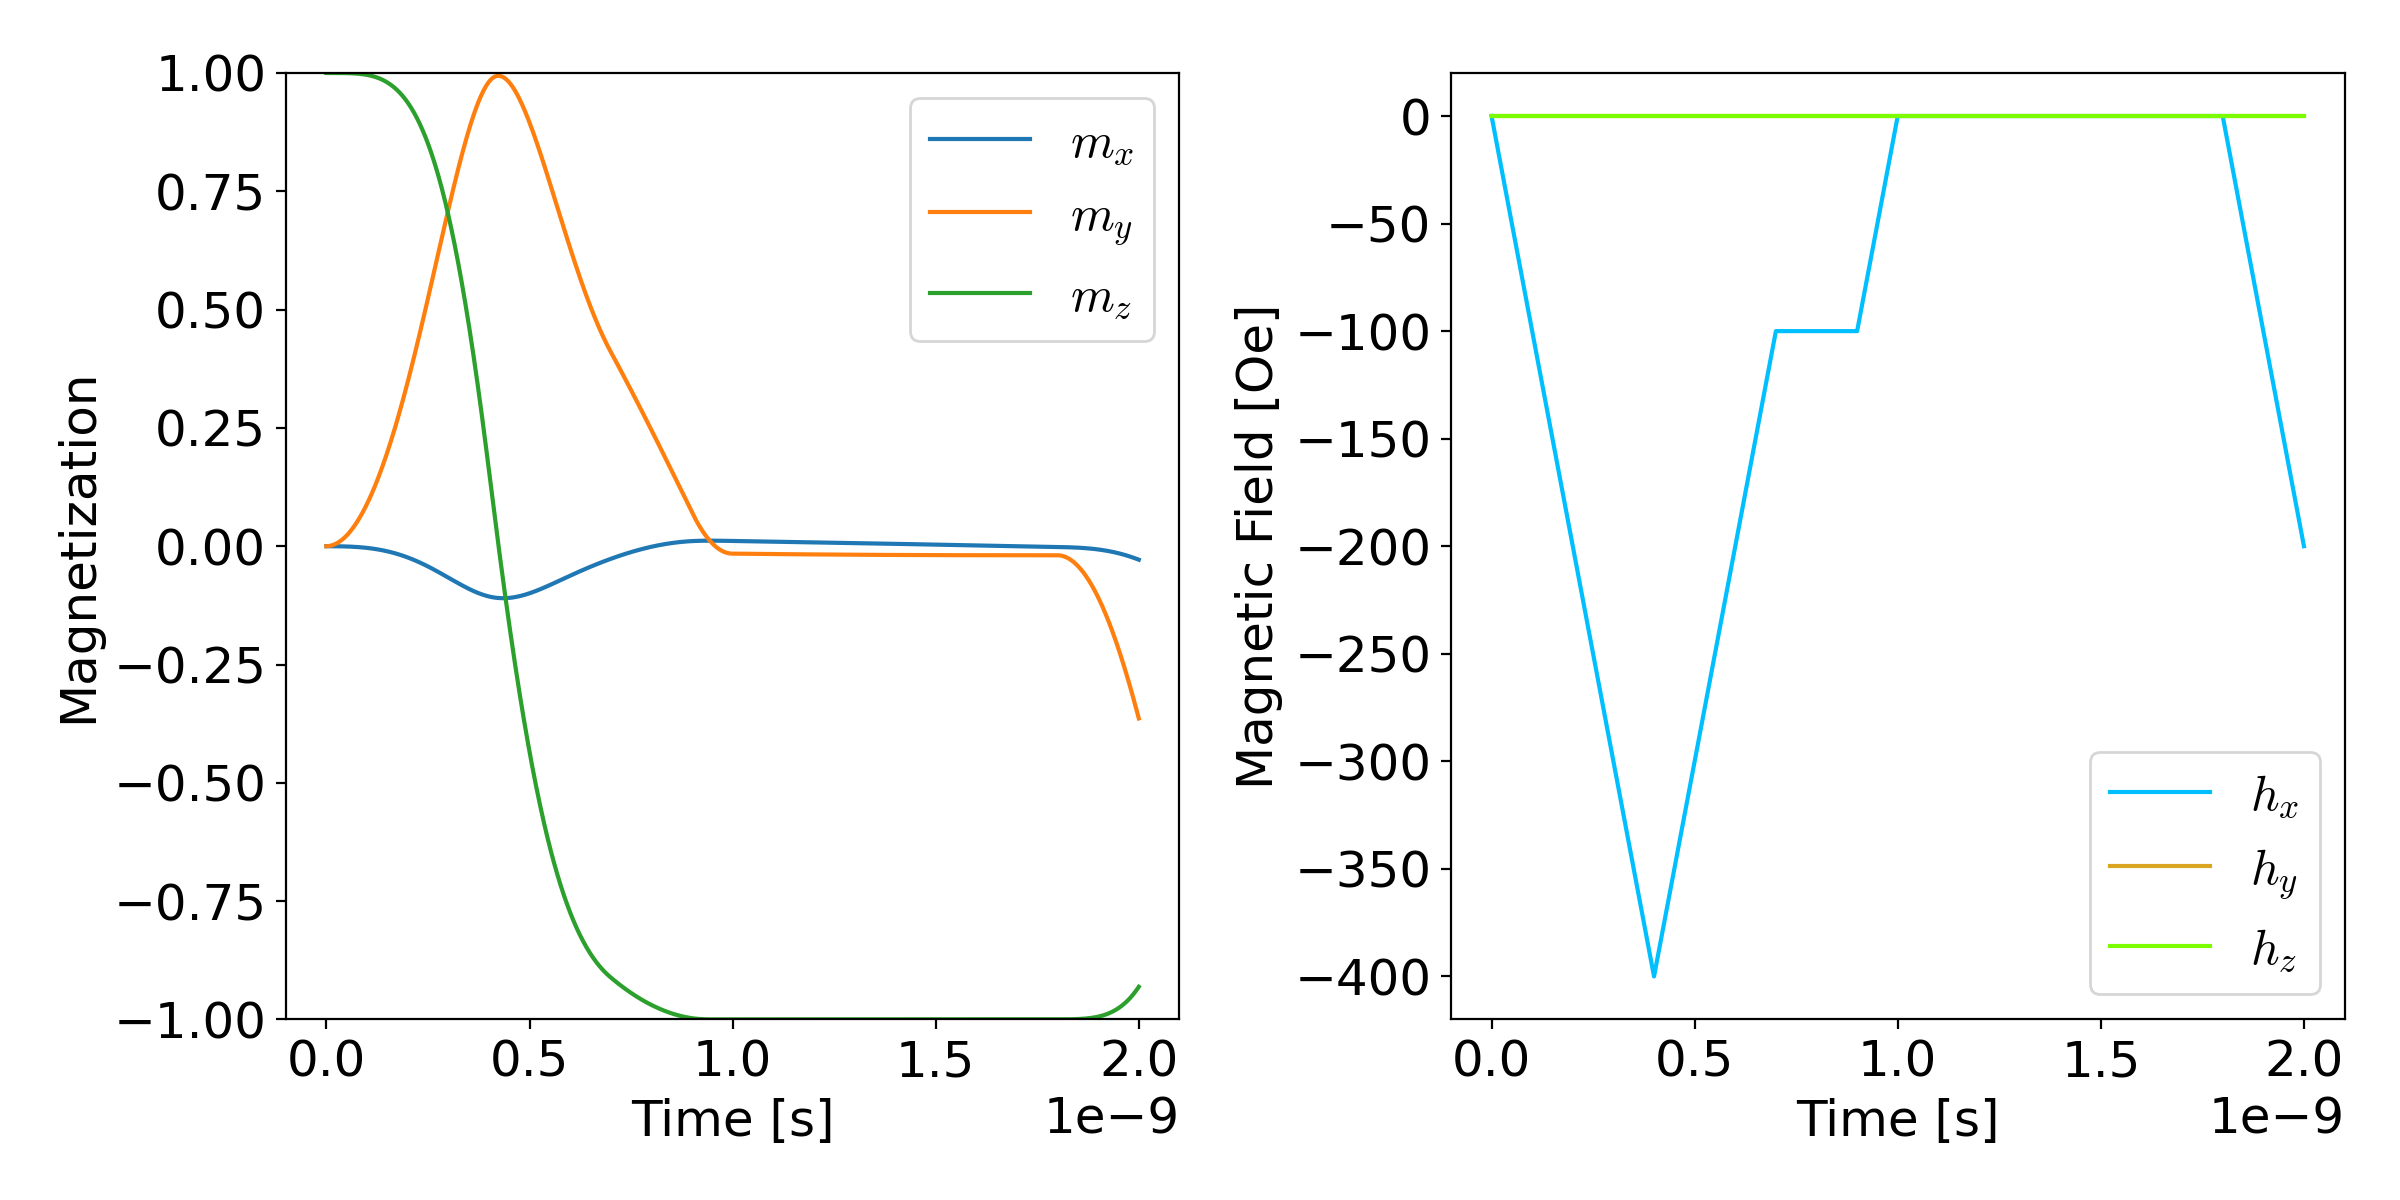 Magnetization
1.00
0.75
0.50
0.25
0.00
−0.25
−0.50
−0.75
−1.00
0.0 0.5 1.0 1.5 2.0
Time [s]
1e−9
m_x
m_y
m_z
Magnetic Field [Oe]
0
−50
−100
−150
−200
−250
−300
−350
−400
0.0 0.5 1.0 1.5 2.0
Time [s]
1e−9
h_x
h_y
h_z